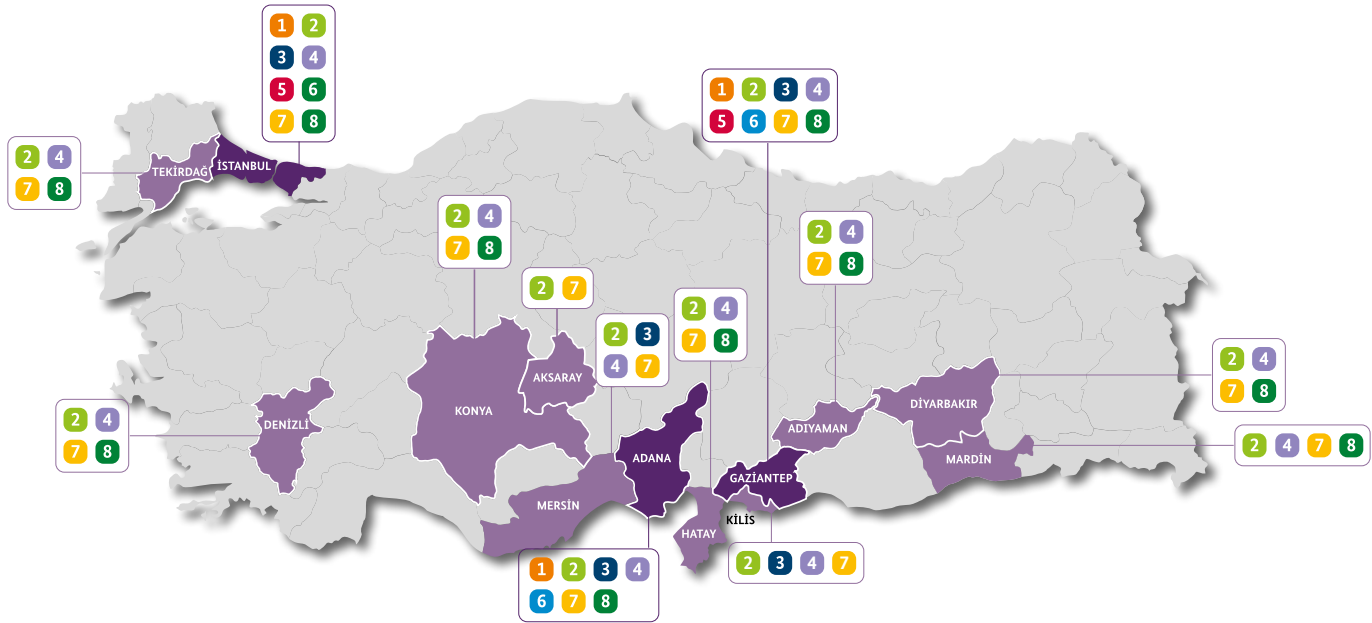 1 2
3 4
5 6
7 8
1 2 3 4
5 6 7 8
2 4
7 8
TEKİRDAĞ
İSTANBUL
2 4
7 8
2 4
7 8
2 7
2 3
4 7
2 4
7 8
2 4
7 8
2 4
7 8
DENİZLİ
KONYA
AKSARAY
ADANA
MERSİN
HATAY
GAZİANTEP
KİLİS
ADIYAMAN
DİYARBAKIR
MARDİN
2 4 7 8
1 2 3 4
6 7 8
2 3 4 7